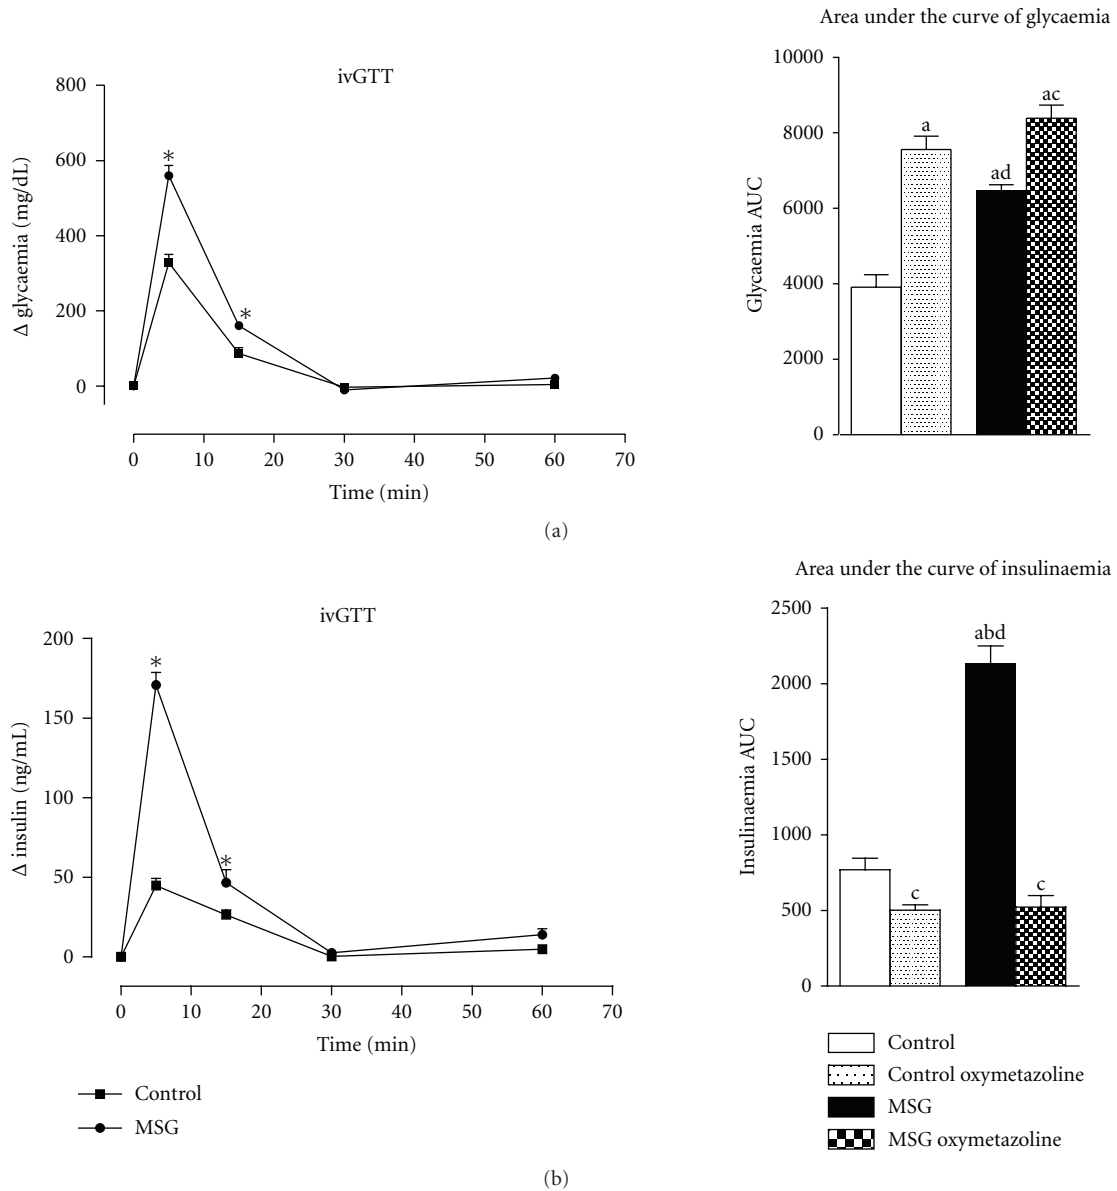 ivGTT
800
600
400
200
0
Δ glycaemia (mg/dL)
*
*
0 10 20 30 40 50 60 70
Time (min)
Area under the curve of glycaemia
10000
8000
6000
4000
2000
0
Glycaemia AUC
a
ad
ac
(a)
ivGTT
200
150
100
50
0
Δ insulin (ng/mL)
*
*
0 10 20 30 40 50 60 70
Time (min)
Control
MSG
Area under the curve of insulinaemia
2500
2000
1500
1000
500
0
Insulinaemia AUC
c
abd
c
Control
Control oxymetazoline
MSG
MSG oxymetazoline
(b)